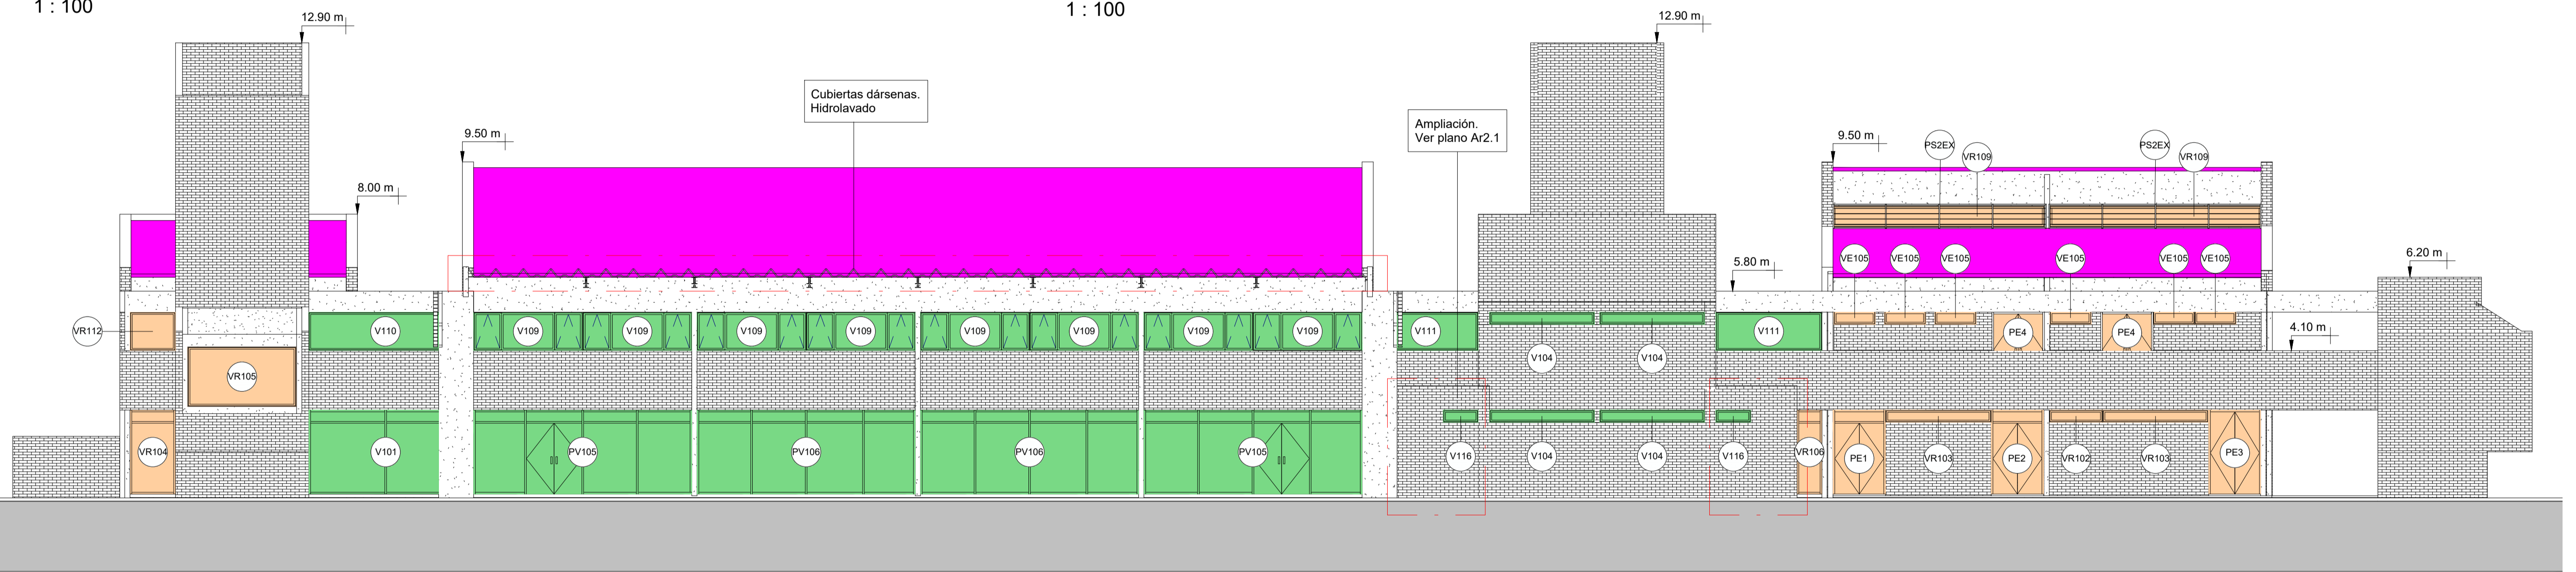 1 : 100
1 : 100
12.90 m
12.90 m
Cubiertas dársenas.
Hidrolavado
Ampliación.
Ver plano Ar2.1
9.50 m
9.50 m
PS2EX
VR109
PS2EX
VR109
8.00 m
6.20 m
5.80 m
VE105
VE105
VE105
VE105
VE105
VE105
4.10 m
VR112
V110
V109
V109
V109
V109
V109
V109
V109
V109
V111
V104
V104
V111
PE4
PE4
VR105
VR104
V101
PV105
PV106
PV106
PV105
V116
V104
V104
V116
VR106
PE1
VR103
PE2
VR102
VR103
PE3